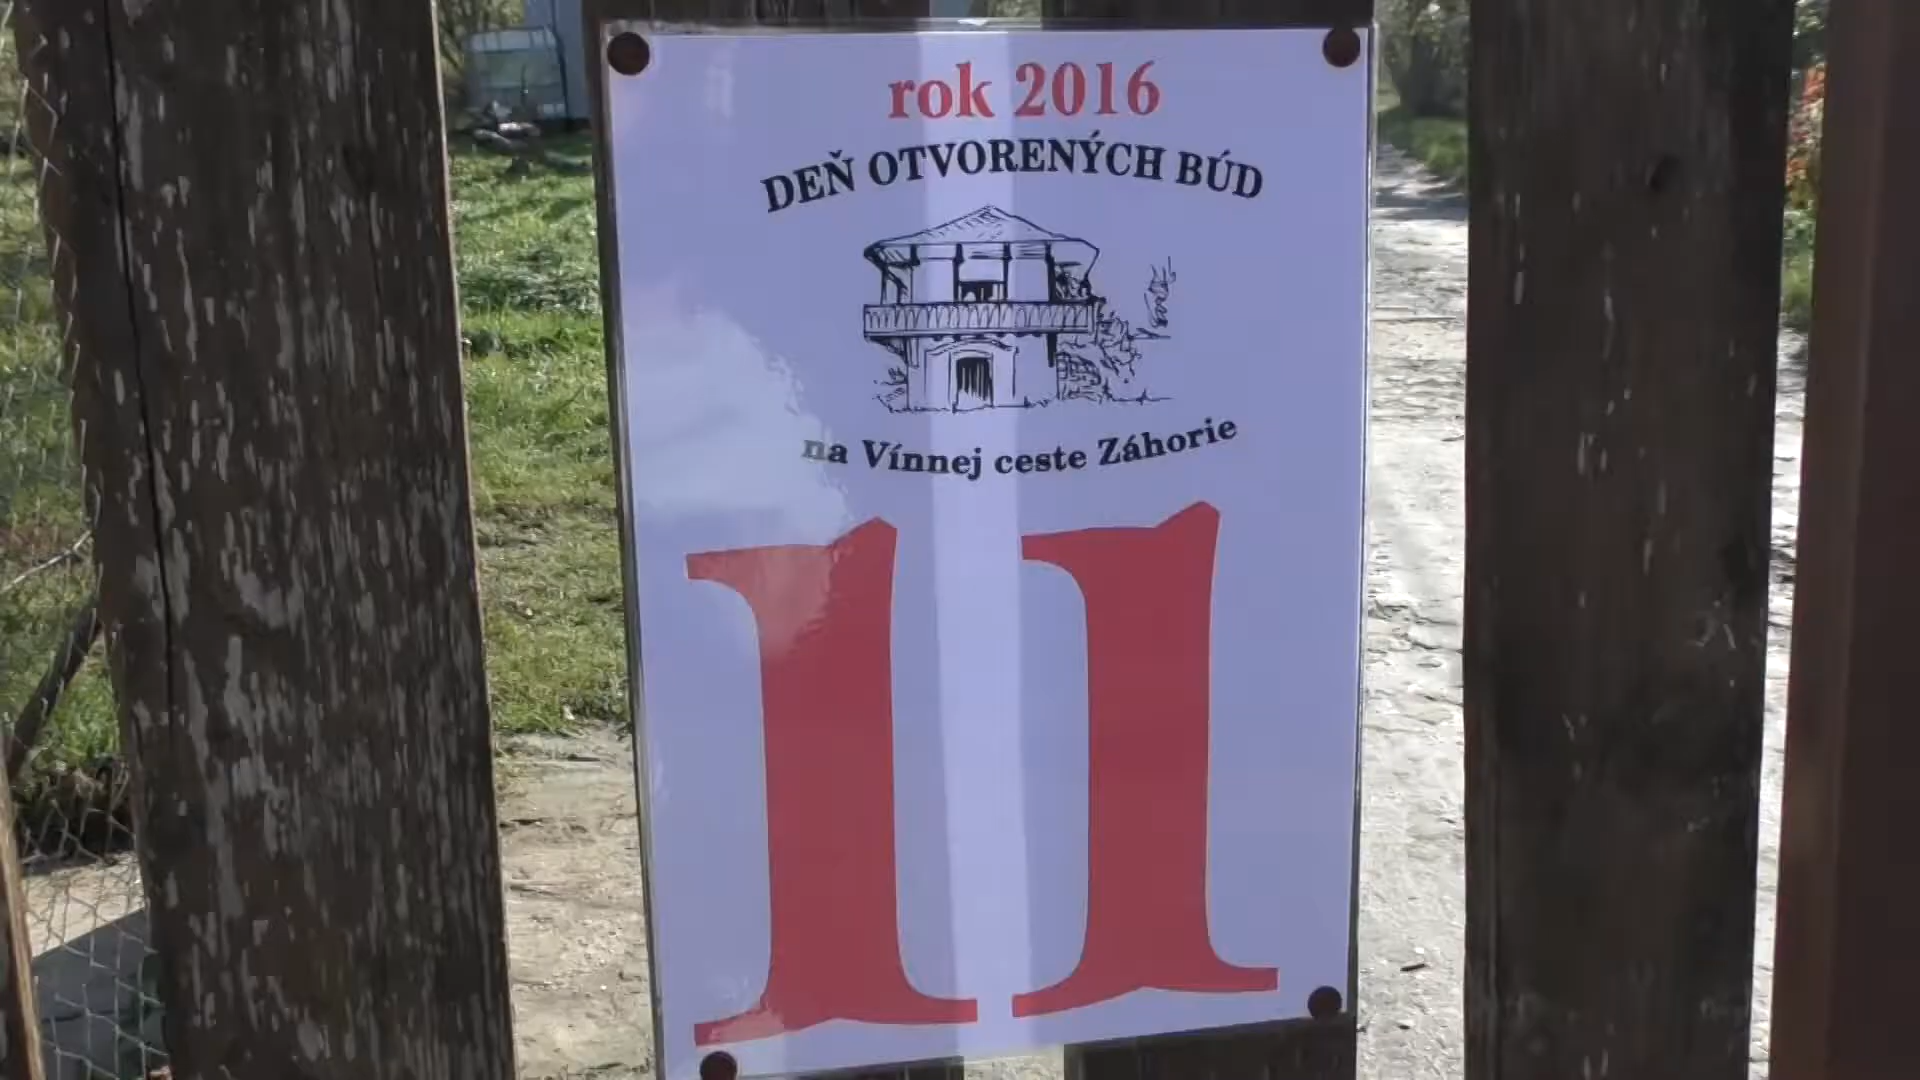 rok 2016
DEŇ OTVORENÝCH BÚD
na Vínnej ceste Záhorie
11